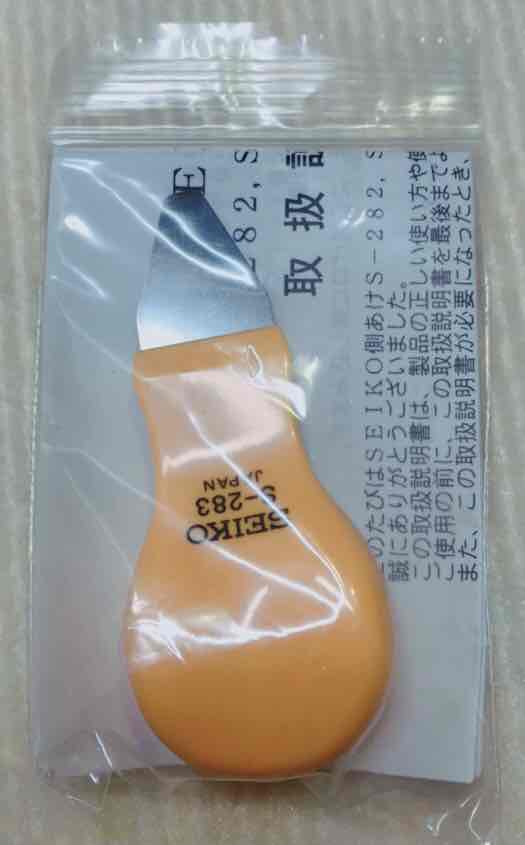 SEIKO
S-283
JAPAN
E
282, S
取扱
このたびはSEIKO側あけS-282, S
誠にありがとうございました。
この取扱説明書は、製品の正しい使い方や使
ご使用の前に、この取扱説明書を最後までよ
また、この取扱説明書が必要になったとき、